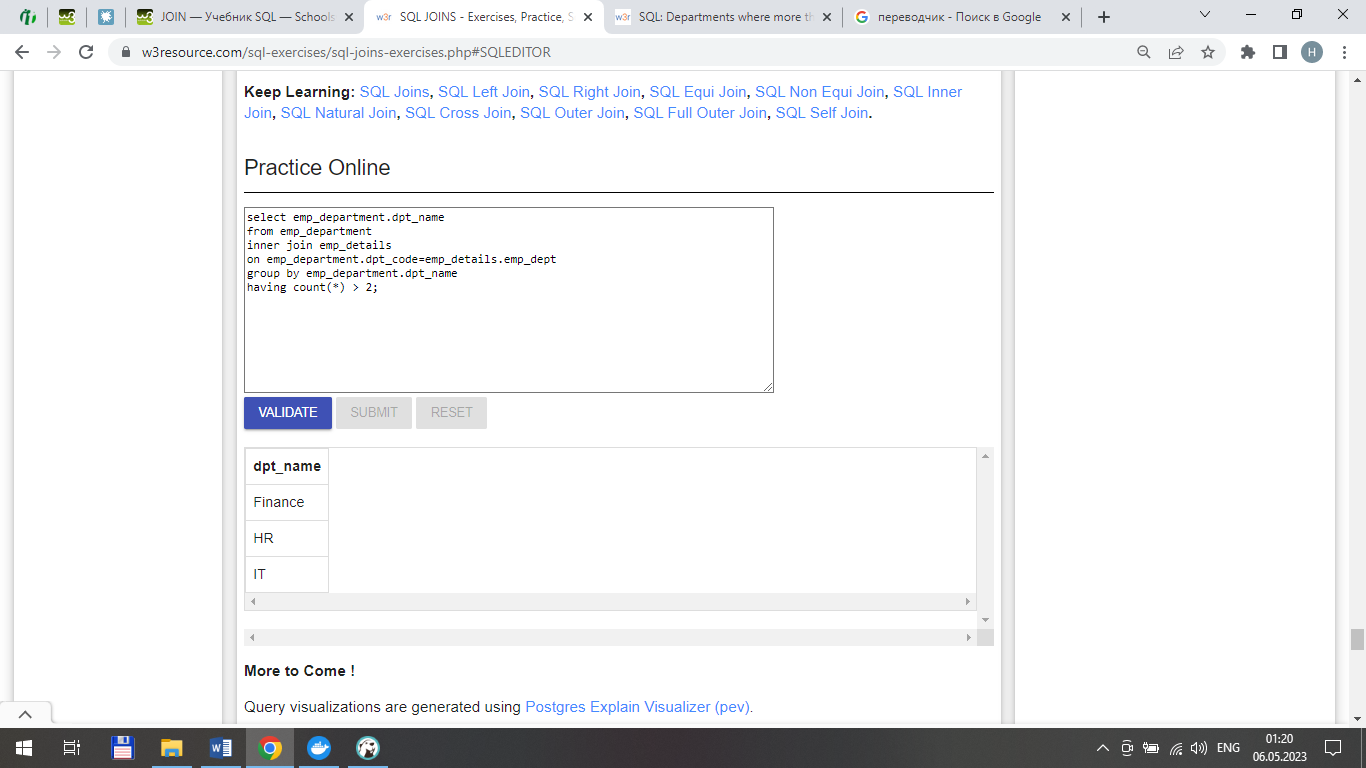 JOIN — Учебник SQL — Schools
SQL JOINS - Exercises, Practice, S
SQL: Departments where more th
переводчик - Поиск в Google
w3resource.com/sql-exercises/sql-joins-exercises.php#SQLEDITOR
H
Keep Learning: SQL Joins, SQL Left Join, SQL Right Join, SQL Equi Join, SQL Non Equi Join, SQL Inner
Join, SQL Natural Join, SQL Cross Join, SQL Outer Join, SQL Full Outer Join, SQL Self Join.
Practice Online
select emp_department.dpt_name
from emp_department
inner join emp_details
on emp_department.dpt_code=emp_details.emp_dept
group by emp_department.dpt_name
having count(*) > 2;
VALIDATE SUBMIT RESET
dpt_name
Finance
HR
IT
More to Come !
Query visualizations are generated using Postgres Explain Visualizer (pev).
ENG
01:20
06.05.2023